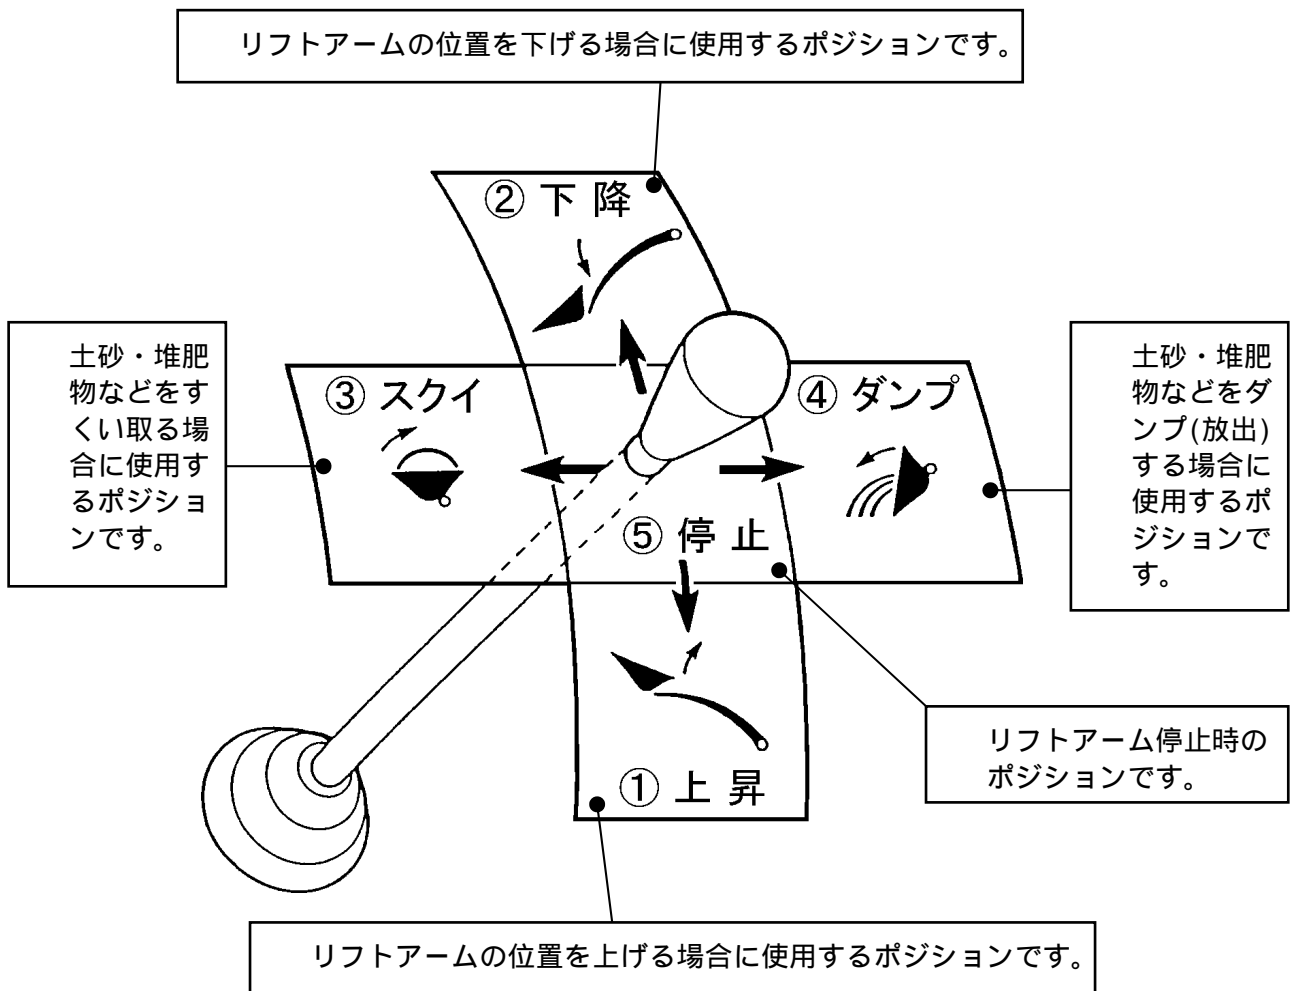 リフトアームの位置を下げる場合に使用するポジションです。
② 下 降
土砂・堆肥
物などをす
くい取る場
合に使用す
るポジショ
ンです。
③ スクイ
④ ダンプ
土砂・堆肥
物などをダ
ンプ(放出)
する場合に
使用するポ
ジションで
す。
⑤ 停 止
リフトアーム停止時の
ポジションです。
① 上 昇
リフトアームの位置を上げる場合に使用するポジションです。